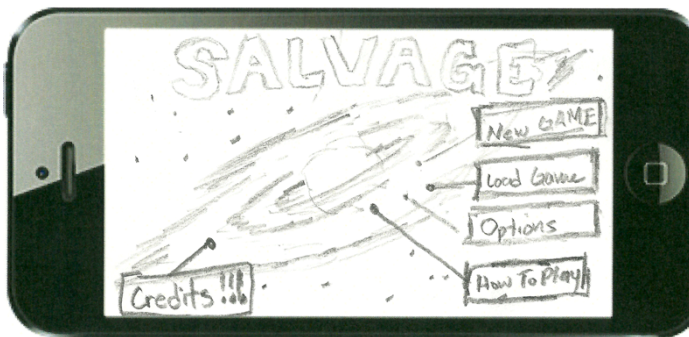 SALVAGE
New GAME
Load Game
Options
How To Play
Credits!!!